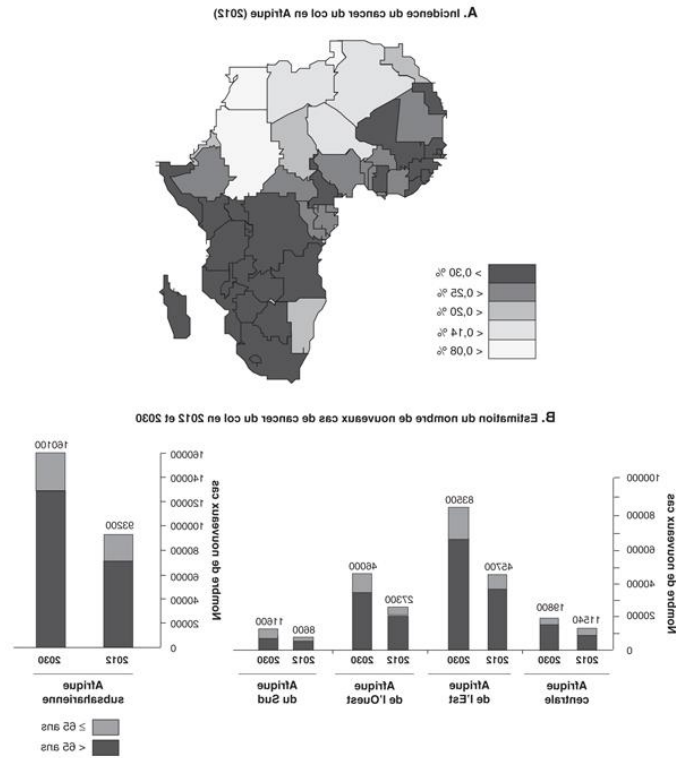 A. Incidence du cancer du col en Afrique (2012)
> 0,30 %
< 0,25 %
< 0,20 %
< 0,14 %
< 0,08 %
B. Estimation du nombre de nouveaux cas de cancer du col en 2012 et 2030
Nombre de nouveaux cas
100000
80000
60000
40000
20000
0
11540
19800
45700
83500
27300
46000
8600
11600
2012 2030
2012 2030
2012 2030
2012 2030
Afrique
centrale
Afrique
de l'Est
Afrique
de l'Ouest
Afrique
du Sud
Nombre de nouveaux cas
160000
140000
120000
100000
80000
60000
40000
20000
0
93200
160100
2012
2030
Afrique
subsaharienne
≥ 65 ans
< 65 ans